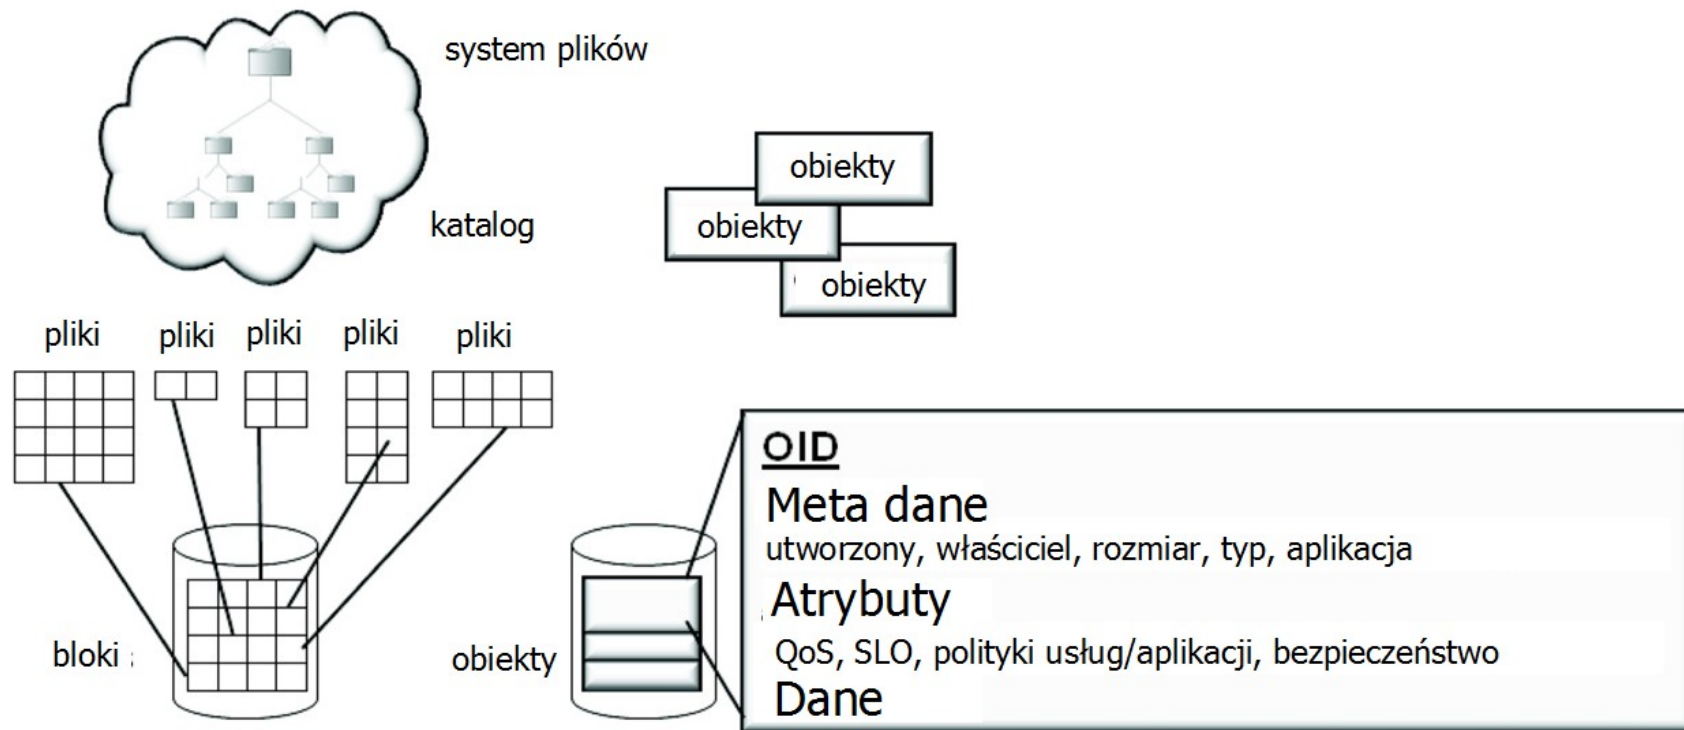 system plików
katalog
obiekty
obiekty
obiekty
pliki
pliki
pliki
pliki
pliki
bloki
obiekty
OID
Meta dane
utworzony, właściciel, rozmiar, typ, aplikacja
Atrybuty
QoS, SLO, polityki usług/aplikacji, bezpieczeństwo
Dane